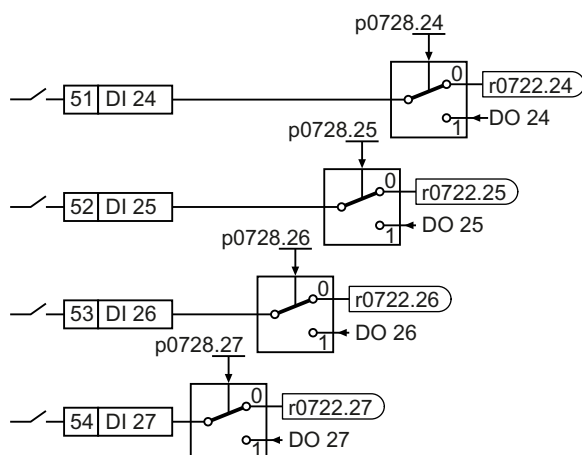 p0728.24
51 DI 24 0 r0722.24
1 DO 24
p0728.25
52 DI 25 0 r0722.25
1 DO 25
p0728.26
53 DI 26 0 r0722.26
1 DO 26
p0728.27
54 DI 27 0 r0722.27
1 DO 27